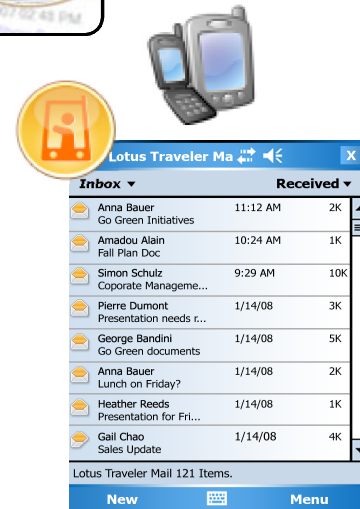 02:48 PM
Lotus Traveler Ma X
Inbox Received
Anna Bauer 11:12 AM 2K
Go Green Initiatives
Amadou Alain 10:24 AM 1K
Fall Plan Doc
Simon Schulz 9:29 AM 10K
Coporate Manageme...
Pierre Dumont 1/14/08 3K
Presentation needs r...
George Bandini 1/14/08 5K
Go Green documents
Anna Bauer 1/14/08 2K
Lunch on Friday?
Heather Reeds 1/14/08 1K
Presentation for Fri...
Gail Chao 1/14/08 4K
Sales Update
Lotus Traveler Mail 121 Items.
New Menu